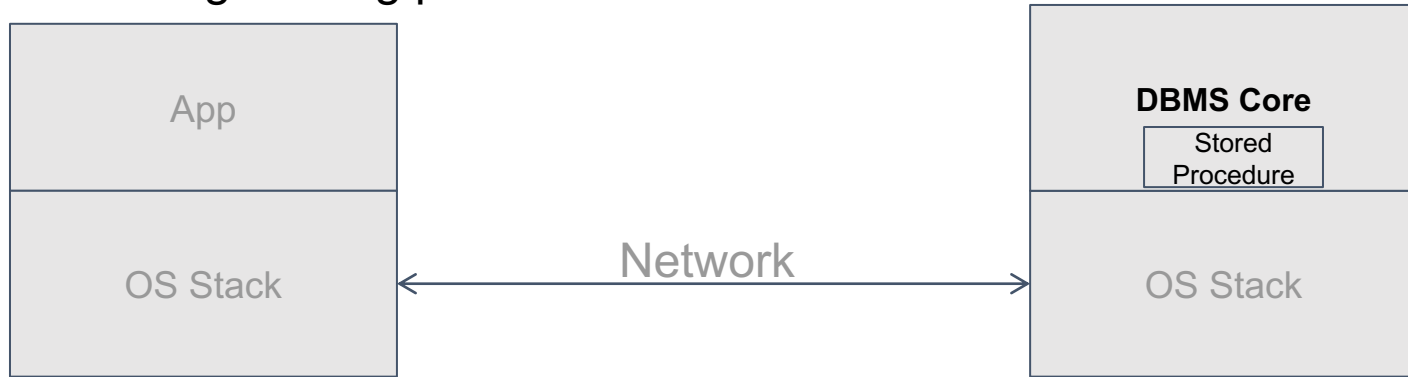 App
DBMS Core
Stored
Procedure
Network
OS Stack
OS Stack